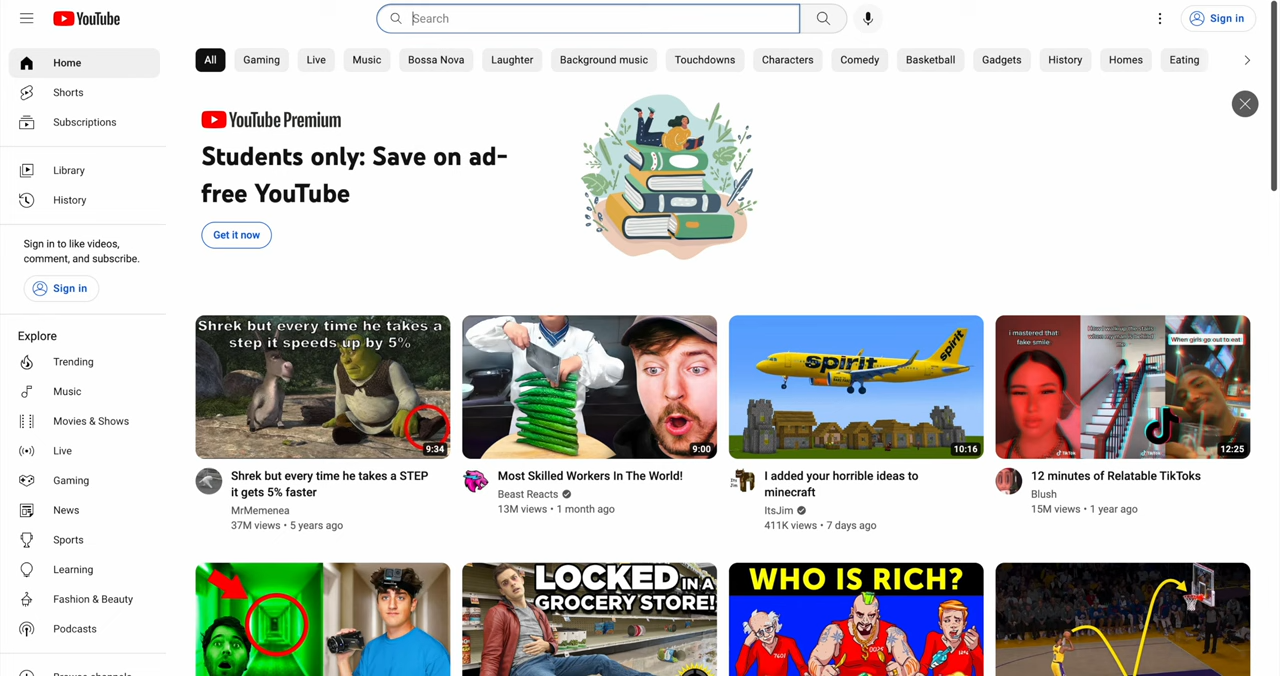 YouTube
Search
Sign in
Home
Shorts
Subscriptions
Library
History
Sign in to like videos,
comment, and subscribe.
Sign in
Explore
Trending
Music
Movies & Shows
Live
Gaming
News
Sports
Learning
Fashion & Beauty
Podcasts
All
Gaming
Live
Music
Bossa Nova
Laughter
Background music
Touchdowns
Characters
Comedy
Basketball
Gadgets
History
Homes
Eating
YouTube Premium
Students only: Save on ad-
free YouTube
Get it now
Shrek but every time he takes a
step it speeds up by 5%
9:34
Shrek but every time he takes a STEP
it gets 5% faster
MrMemenea
37M views • 5 years ago
9:00
Most Skilled Workers In The World!
Beast Reacts
13M views • 1 month ago
spirit
spirit
10:16
I added your horrible ideas to
minecraft
ItsJim
411K views • 7 days ago
i mastered that
fake smile
When girls go out to eat:
TikTok
TikTok
12:25
12 minutes of Relatable TikToks
Blush
15M views • 1 year ago
LOCKED IN A
GROCERY STORE!
WHO IS RICH?